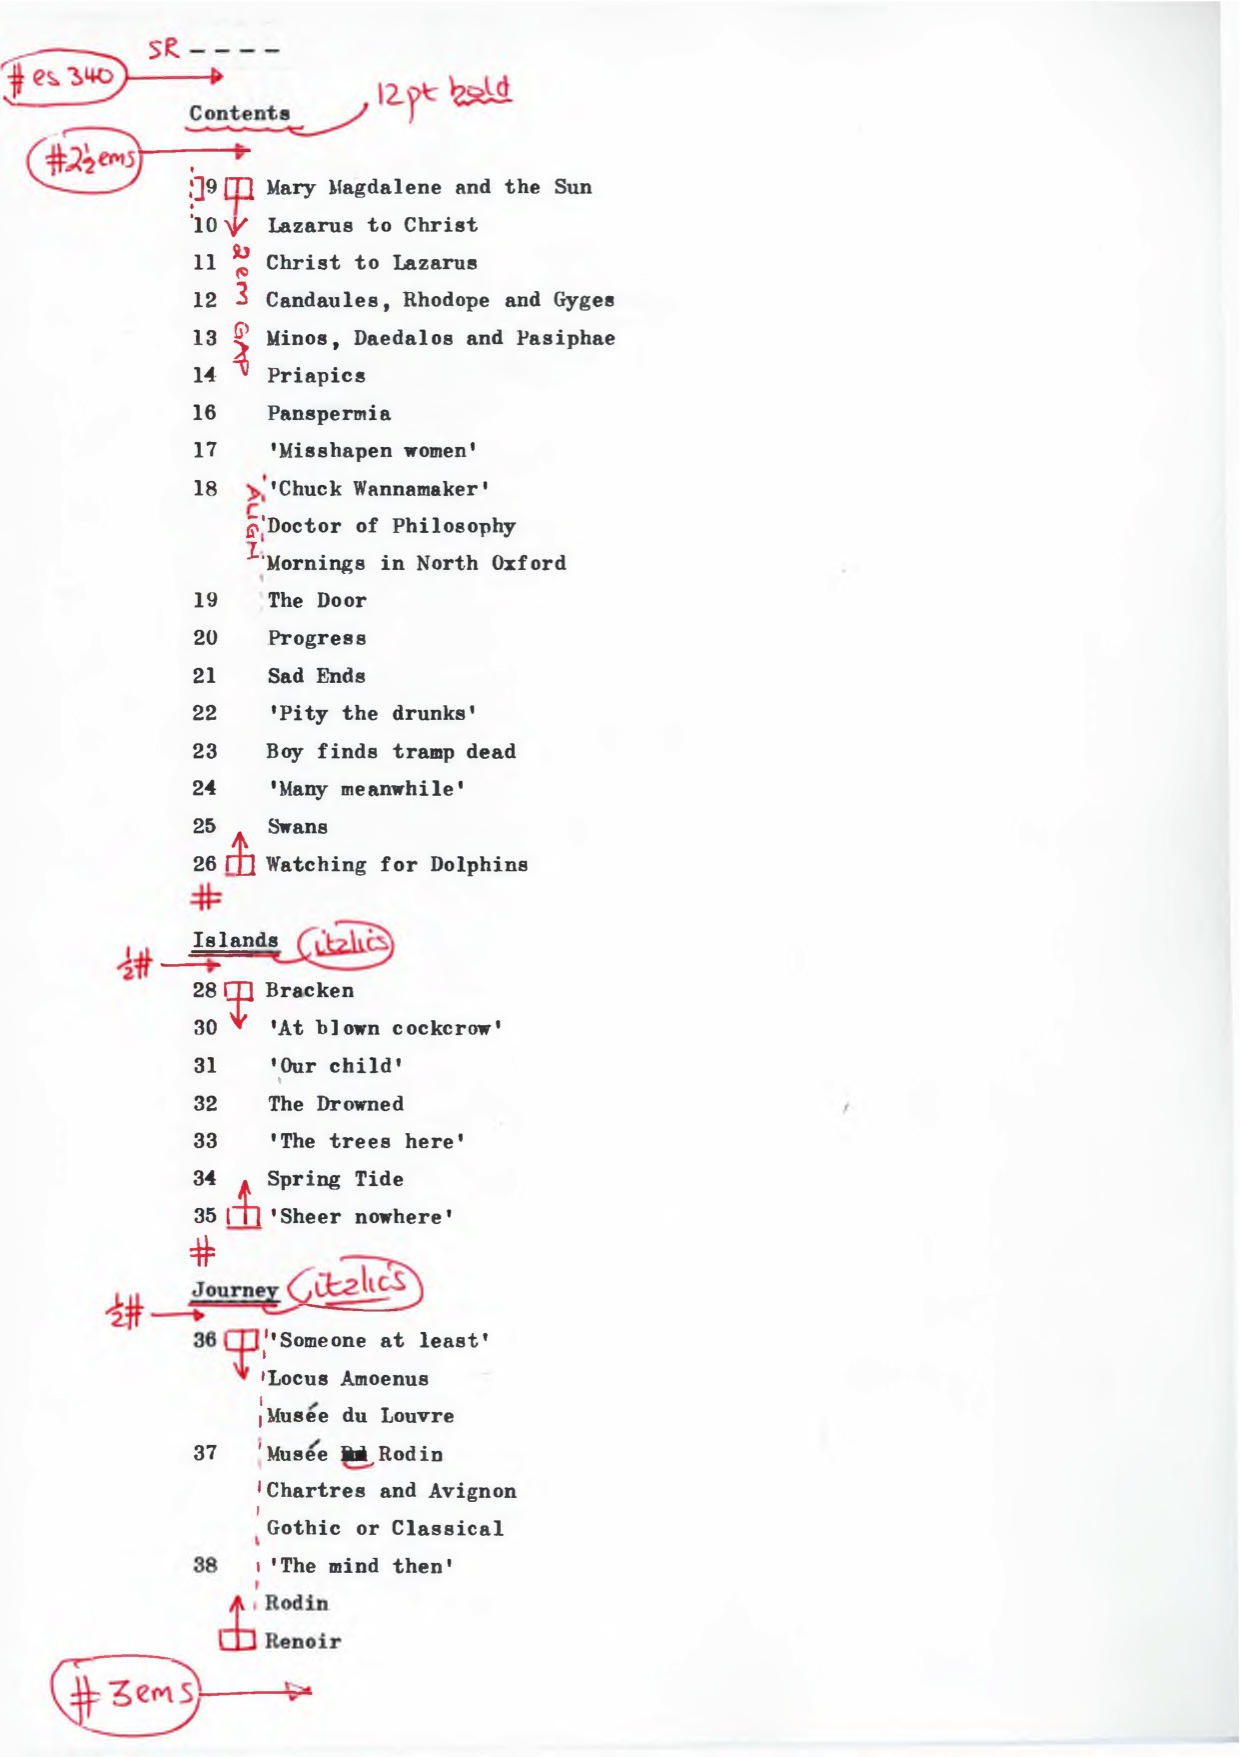 SR ----
# es 340
Contents 12pt bold
#2½ems
9 Mary Magdalene and the Sun
10 Lazarus to Christ
11 Christ to Lazarus
12 Candaules, Rhodope and Gyges
13 Minos, Daedalos and Pasiphae
14 Priapics
16 Panspermia
17 'Misshapen women'
18 'Chuck Wannamaker'
Doctor of Philosophy
Mornings in North Oxford
19 The Door
20 Progress
21 Sad Ends
22 'Pity the drunks'
23 Boy finds tramp dead
24 'Many meanwhile'
25 Swans
26 Watching for Dolphins
#
Islands italics
½#
28 Bracken
30 'At blown cockcrow'
31 'Our child'
32 The Drowned
33 'The trees here'
34 Spring Tide
35 'Sheer nowhere'
#
Journey italics
½#
36 'Someone at least'
Locus Amoenus
Musée du Louvre
37 Musée Rodin
Chartres and Avignon
Gothic or Classical
38 'The mind then'
Rodin
Renoir
# 3ems